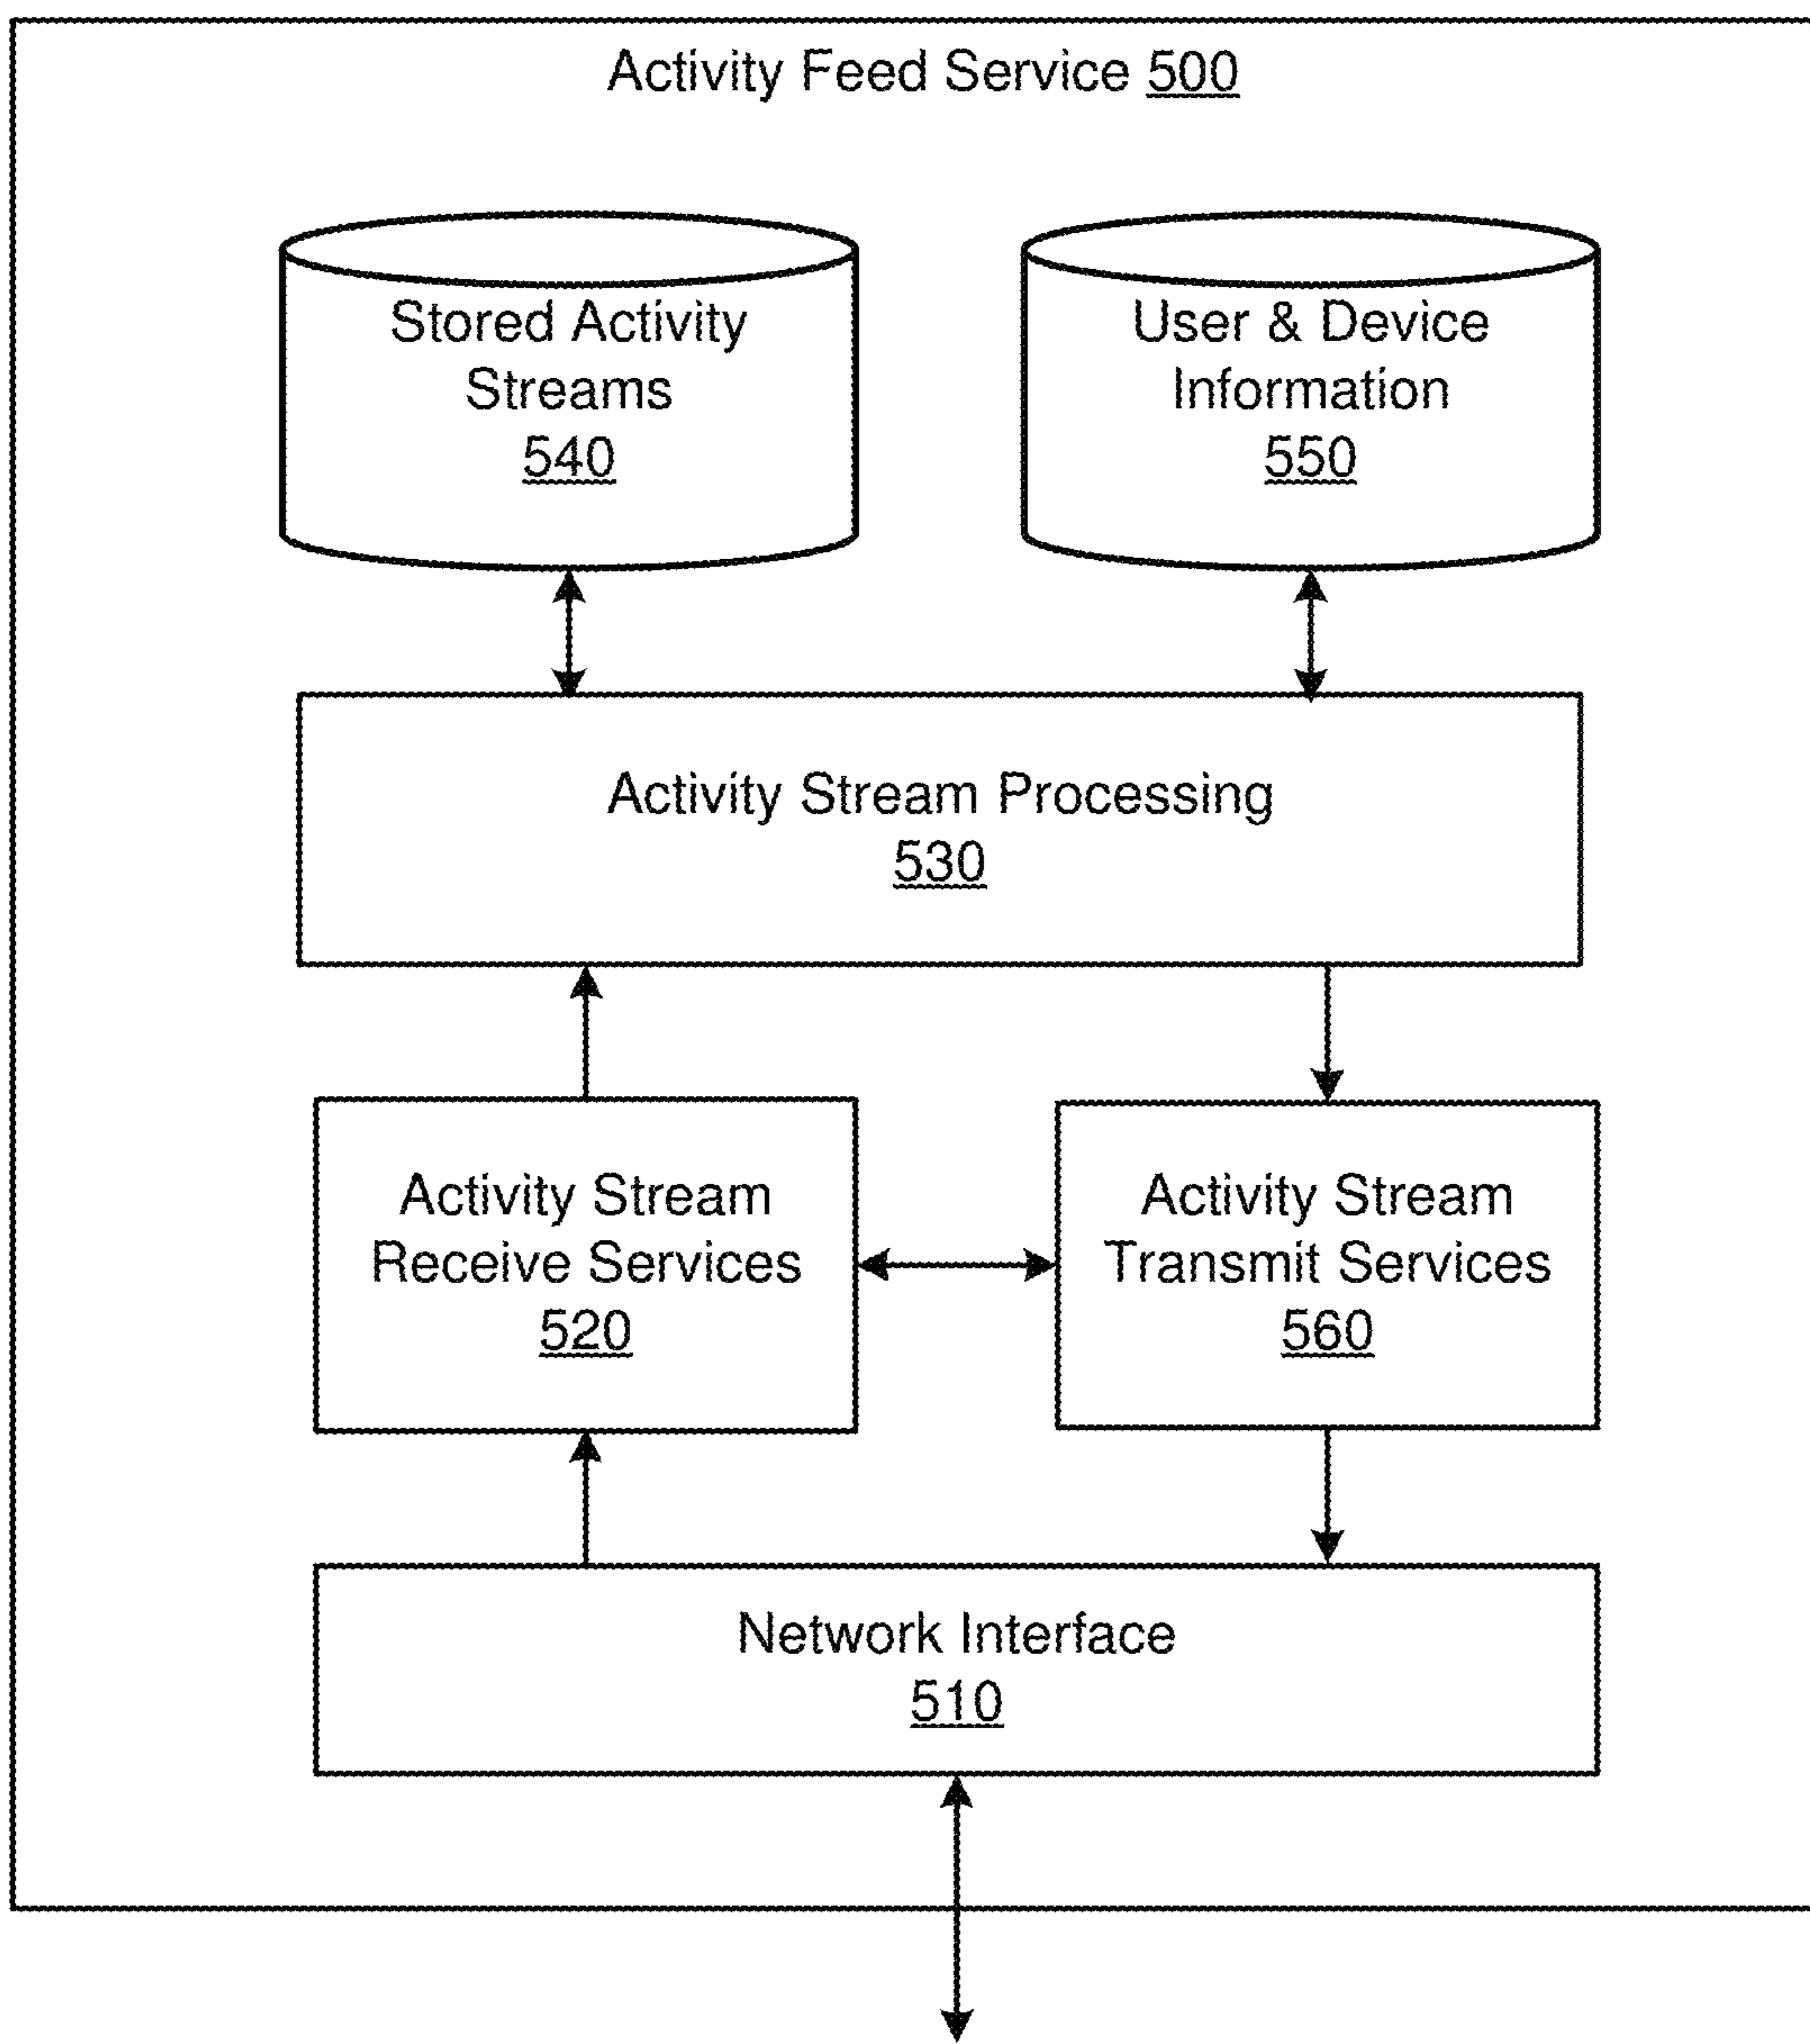 Activity Feed Service 500
Stored Activity
Streams
540
User & Device
Information
550
Activity Stream Processing
530
Activity Stream
Receive Services
520
Activity Stream
Transmit Services
560
Network Interface
510